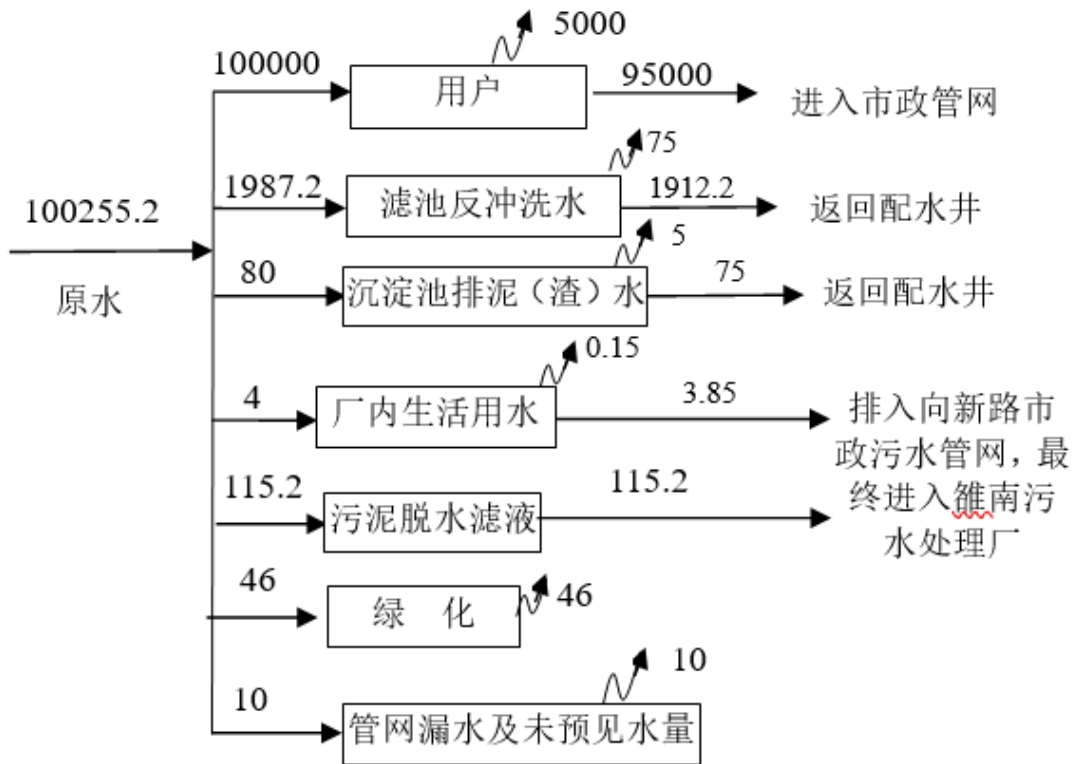 5000
100000
用户
95000
进入市政管网
75
1987.2
滤池反冲洗水
1912.2
返回配水井
100255.2
原水
5
80
沉淀池排泥（渣）水
75
返回配水井
0.15
4
厂内生活用水
3.85
排入向新路市
政污水管网，最
终进入雒南污
水处理厂
115.2
污泥脱水滤液
115.2
46
绿 化
46
10
10
管网漏水及未预见水量